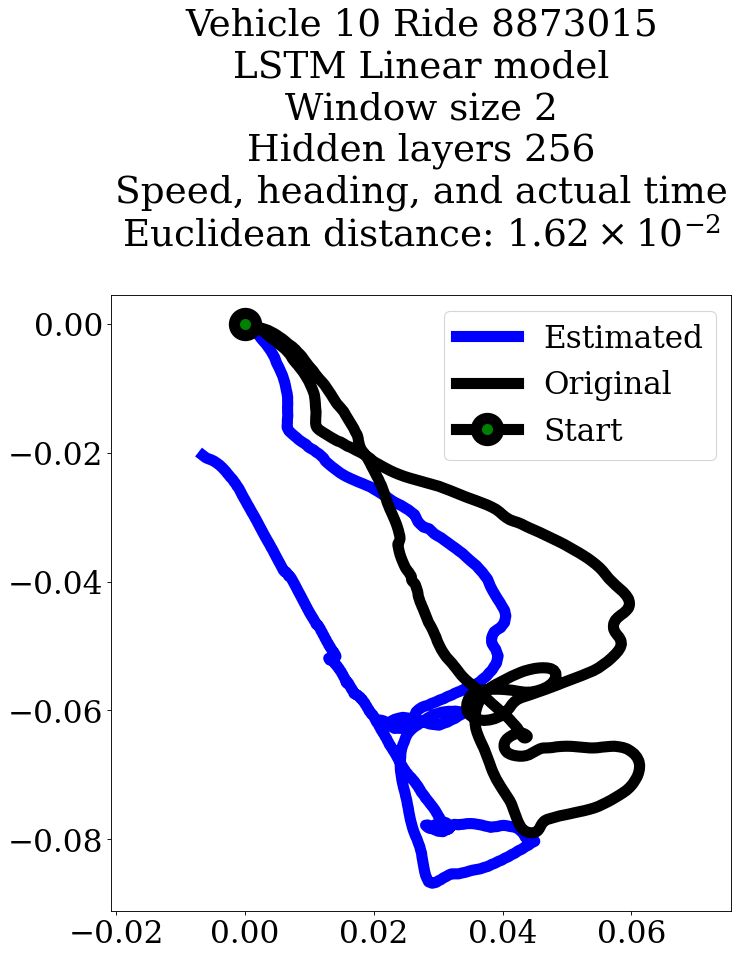 Vehicle 10 Ride 8873015
LSTM Linear model
Window size 2
Hidden layers 256
Speed, heading, and actual time
Euclidean distance: 1.62 × 10⁻²
Estimated
Original
Start
0.00
−0.02
−0.04
−0.06
−0.08
−0.02 0.00 0.02 0.04 0.06